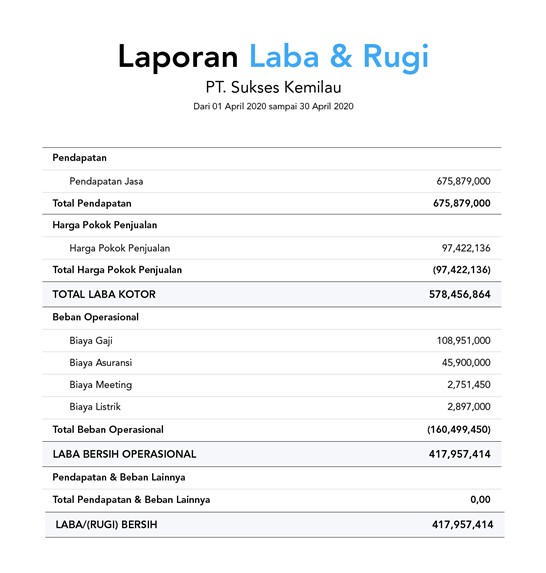 Laporan Laba & Rugi
PT. Sukses Kemilau
Dari 01 April 2020 sampai 30 April 2020
Pendapatan
Pendapatan Jasa 675,879,000
Total Pendapatan 675,879,000
Harga Pokok Penjualan
Harga Pokok Penjualan 97,422,136
Total Harga Pokok Penjualan (97,422,136)
TOTAL LABA KOTOR 578,456,864
Beban Operasional
Biaya Gaji 108,951,000
Biaya Asuransi 45,900,000
Biaya Meeting 2,751,450
Biaya Listrik 2,897,000
Total Beban Operasional (160,499,450)
LABA BERSIH OPERASIONAL 417,957,414
Pendapatan & Beban Lainnya
Total Pendapatan & Beban Lainnya 0,00
LABA/(RUGI) BERSIH 417,957,414